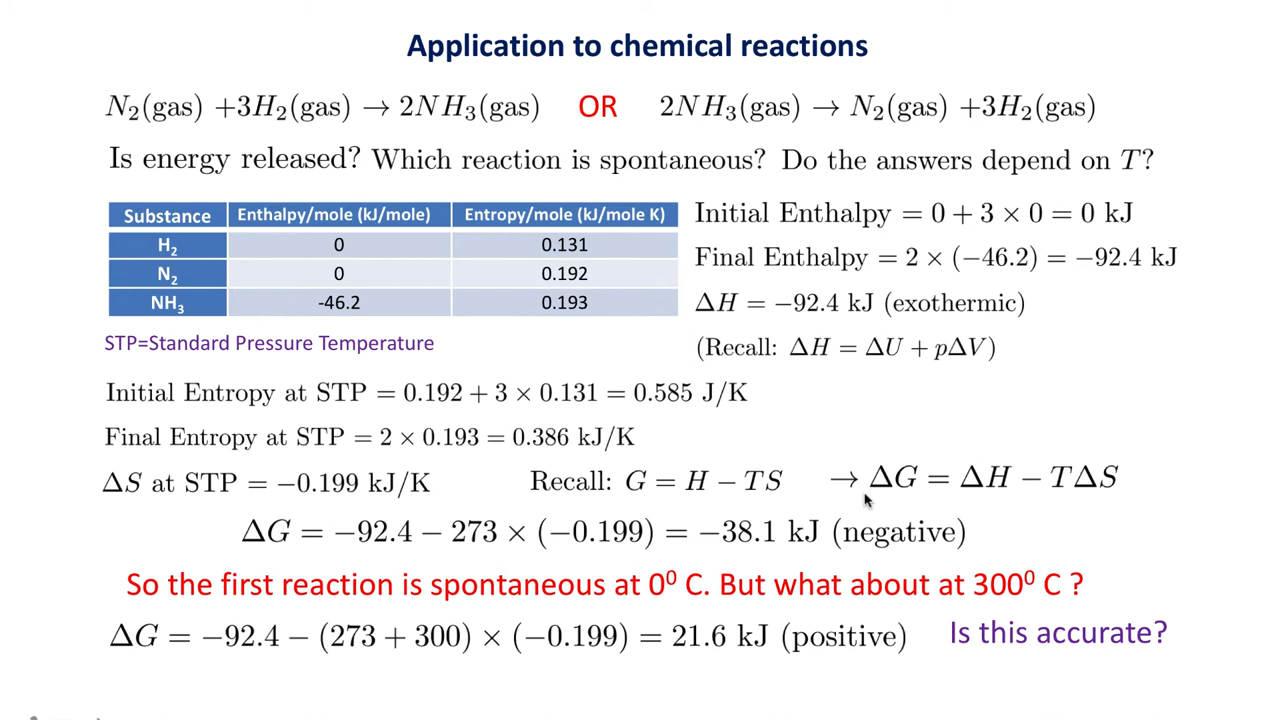 Application to chemical reactions
N₂(gas) +3H₂(gas) → 2NH₃(gas) OR 2NH₃(gas) → N₂(gas) +3H₂(gas)
Is energy released? Which reaction is spontaneous? Do the answers depend on T?
Substance Enthalpy/mole (kJ/mole) Entropy/mole (kJ/mole K)
H₂ 0 0.131
N₂ 0 0.192
NH₃ -46.2 0.193
STP=Standard Pressure Temperature
Initial Enthalpy = 0 + 3 × 0 = 0 kJ
Final Enthalpy = 2 × (−46.2) = −92.4 kJ
ΔH = −92.4 kJ (exothermic)
(Recall: ΔH = ΔU + pΔV)
Initial Entropy at STP = 0.192 + 3 × 0.131 = 0.585 J/K
Final Entropy at STP = 2 × 0.193 = 0.386 kJ/K
ΔS at STP = −0.199 kJ/K Recall: G = H − TS → ΔG = ΔH − TΔS
ΔG = −92.4 − 273 × (−0.199) = −38.1 kJ (negative)
So the first reaction is spontaneous at 0⁰ C. But what about at 300⁰ C ?
ΔG = −92.4 − (273 + 300) × (−0.199) = 21.6 kJ (positive) Is this accurate?